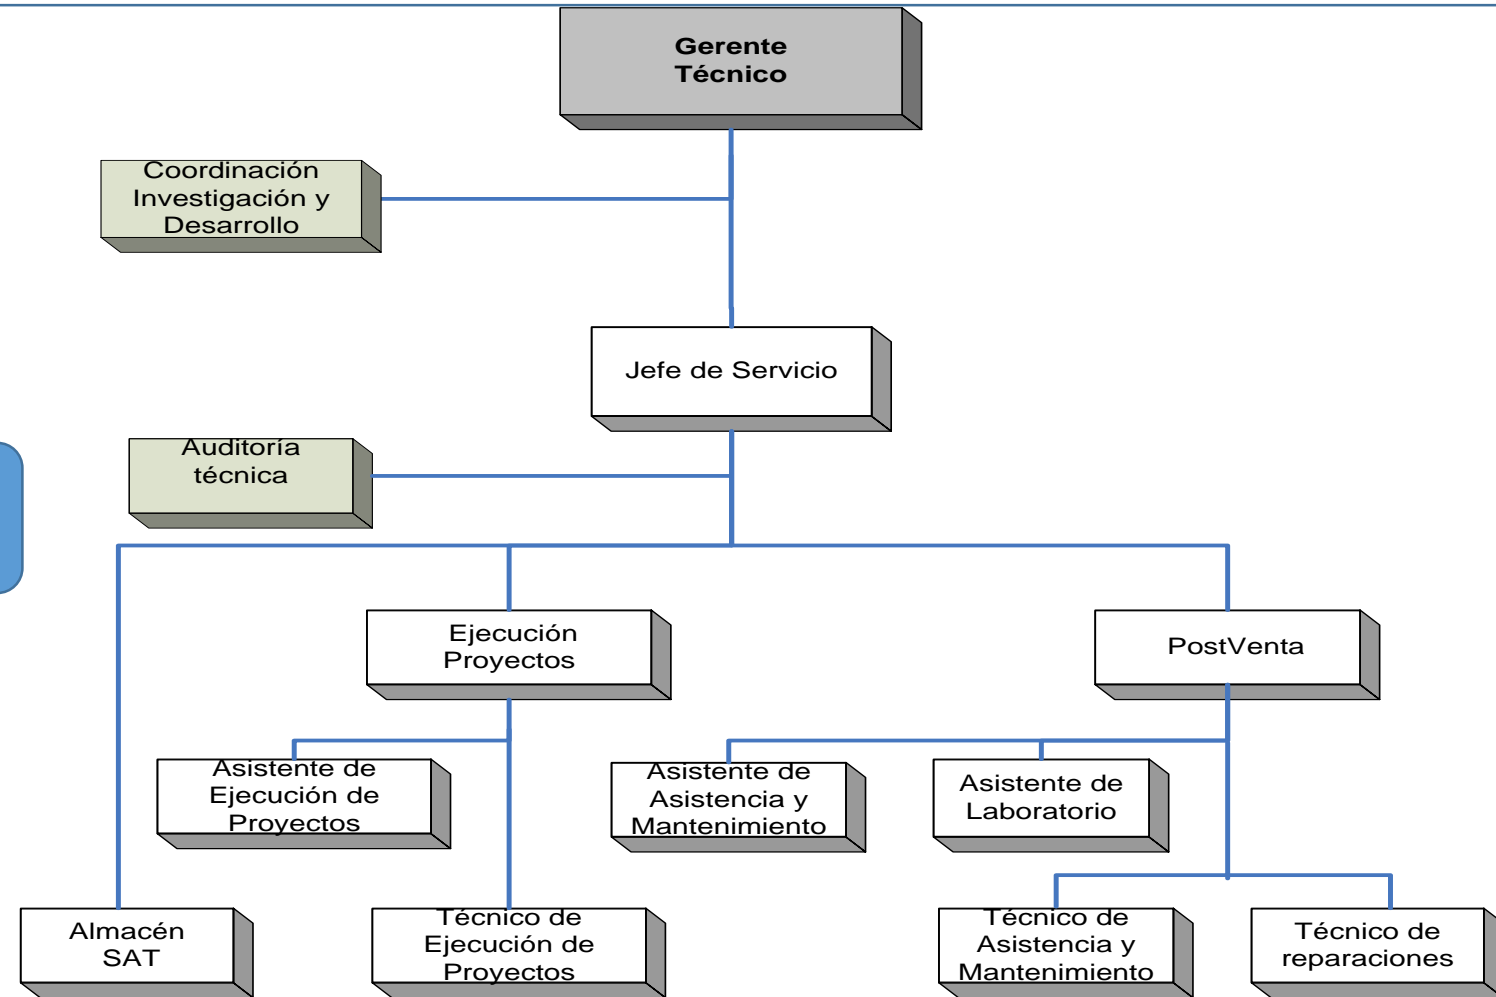 Gerente
Técnico
Coordinación
Investigación y
Desarrollo
Jefe de Servicio
Auditoría
técnica
Ejecución
Proyectos
PostVenta
Asistente de
Ejecución de
Proyectos
Asistente de
Asistencia y
Mantenimiento
Asistente de
Laboratorio
Almacén
SAT
Técnico de
Ejecución de
Proyectos
Técnico de
Asistencia y
Mantenimiento
Técnico de
reparaciones